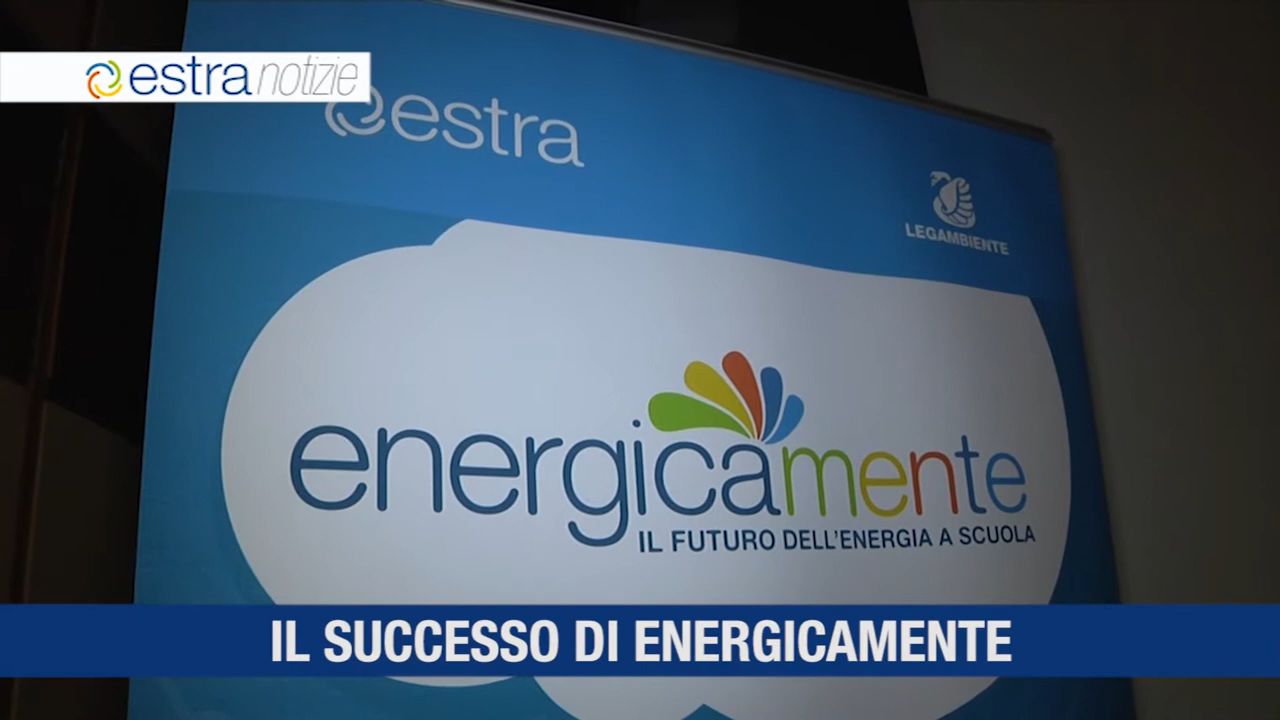 estra notizie
estra
LEGAMBIENTE
energicamente
IL FUTURO DELL'ENERGIA A SCUOLA
IL SUCCESSO DI ENERGICAMENTE